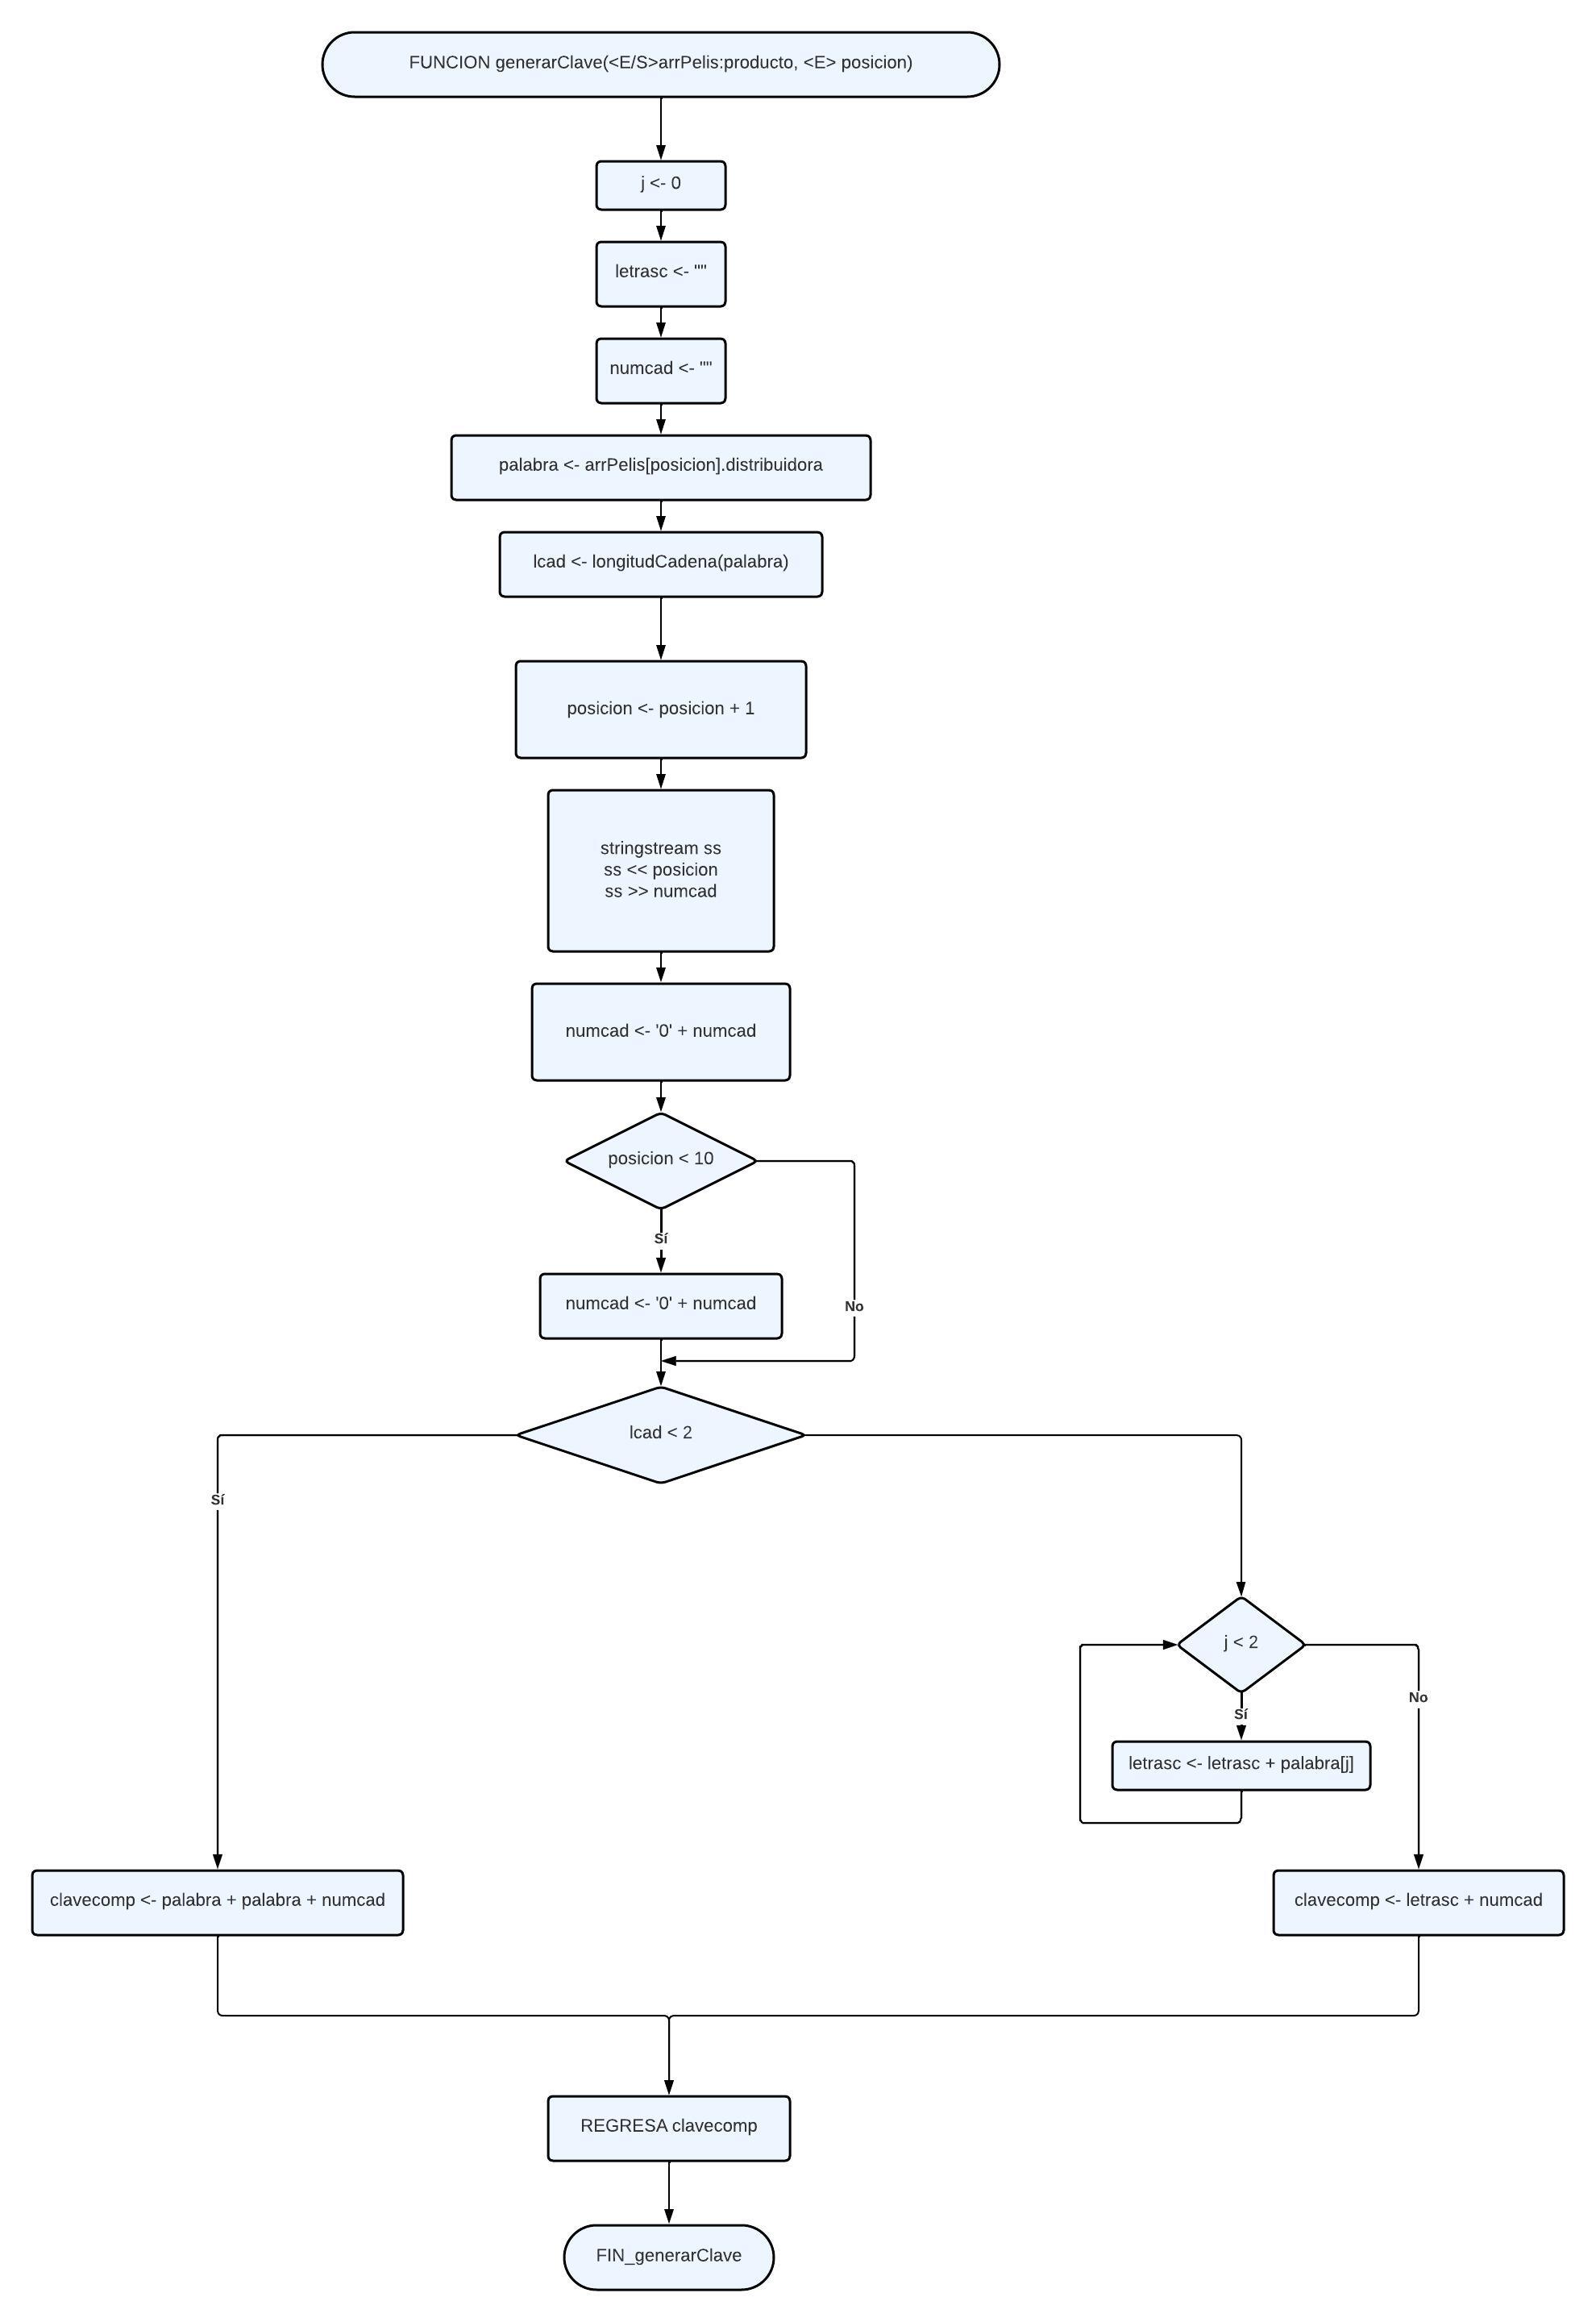 FUNCION generarClave(<E/S>arrPelis:producto, <E> posicion)
j <- 0
letrasc <- ""
numcad <- ""
palabra <- arrPelis[posicion].distribuidora
lcad <- longitudCadena(palabra)
posicion <- posicion + 1
stringstream ss
ss << posicion
ss >> numcad
numcad <- '0' + numcad
posicion < 10
Sí
numcad <- '0' + numcad
No
lcad < 2
Sí
j < 2
No
Sí
letrasc <- letrasc + palabra[j]
clavecomp <- palabra + palabra + numcad
clavecomp <- letrasc + numcad
REGRESA clavecomp
FIN_generarClave